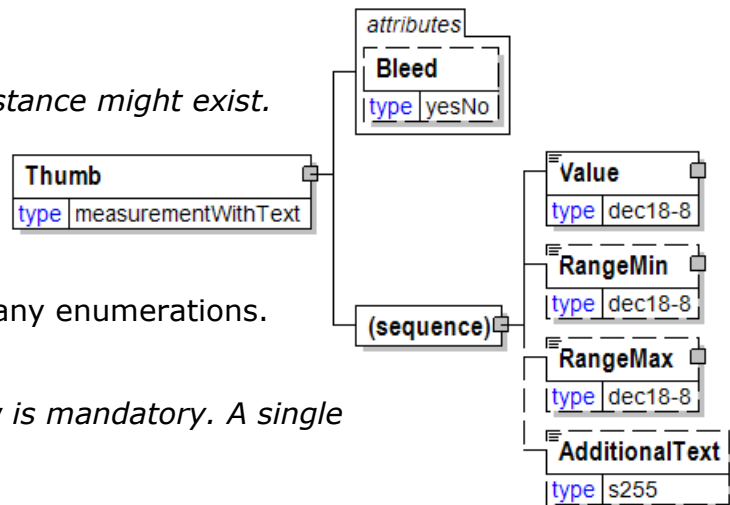 attributes
Bleed
type yesNo
stance might exist.
Thumb
type measurementWithText
Value
type dec18-8
RangeMin
type dec18-8
any enumerations.
(sequence)
RangeMax
type dec18-8
is mandatory. A single
AdditionalText
type s255